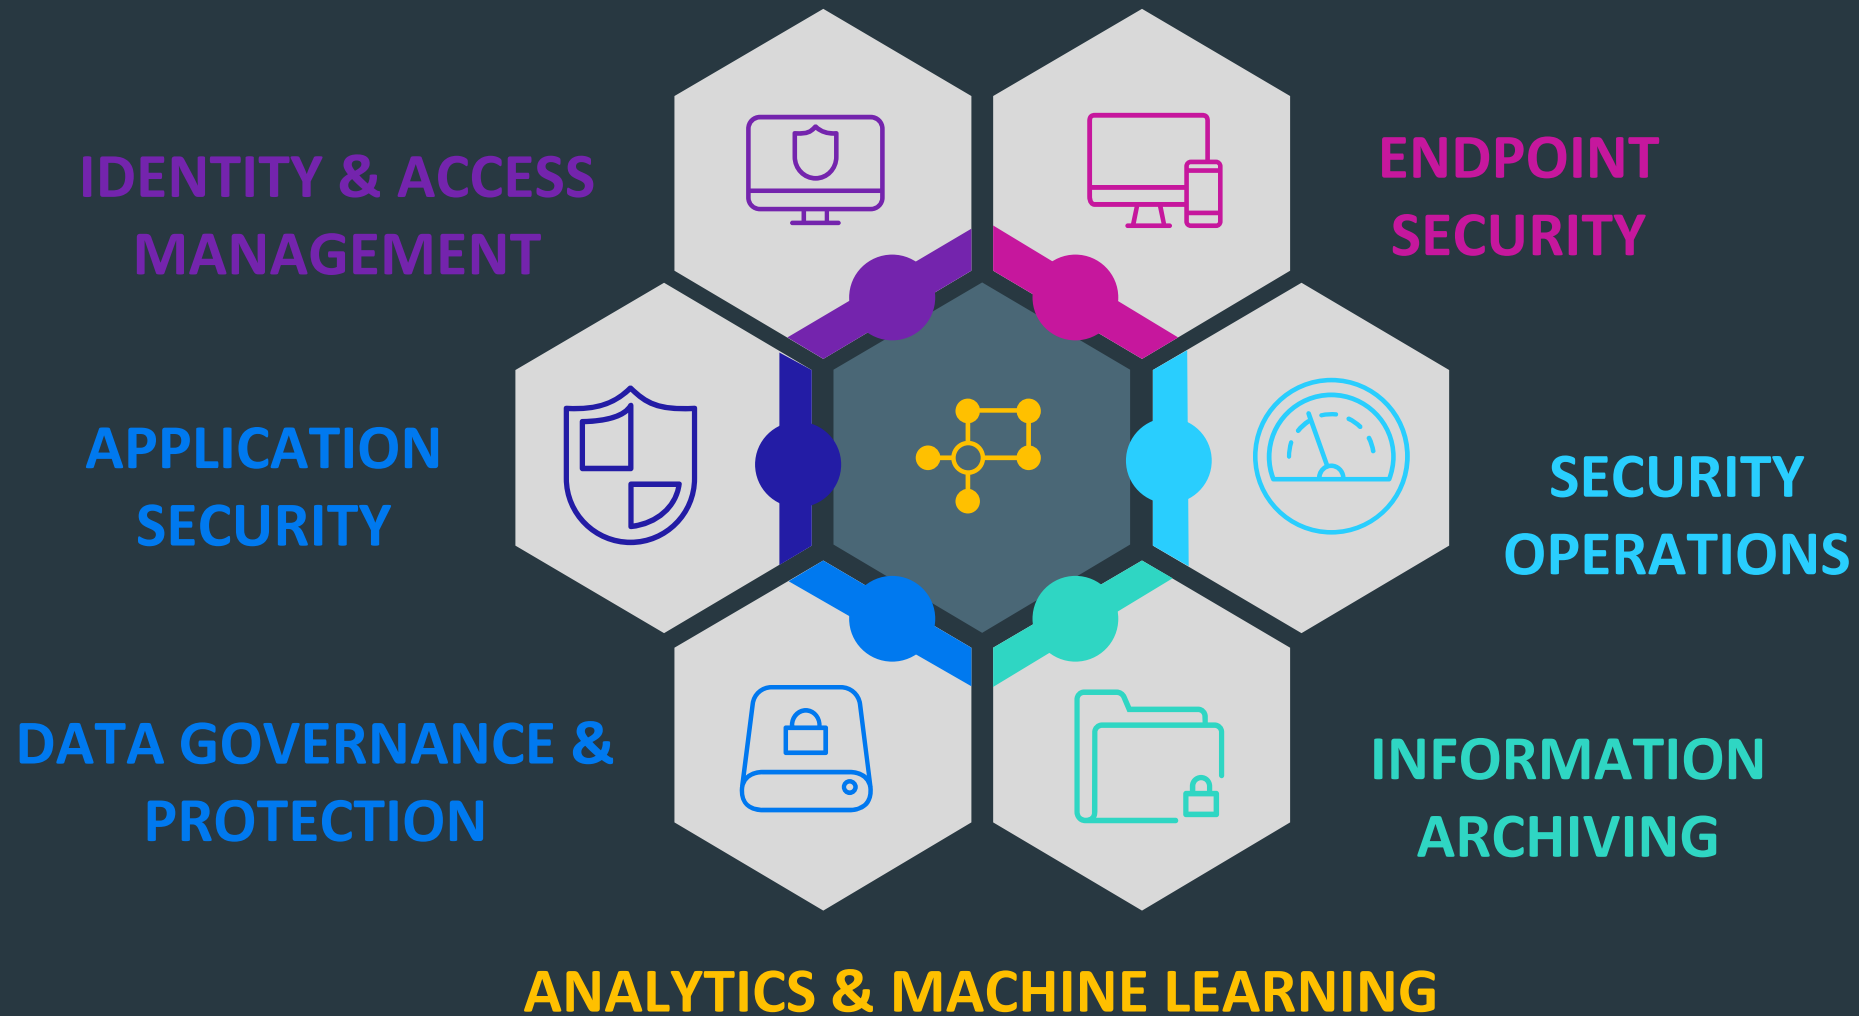 IDENTITY & ACCESS
MANAGEMENT
ENDPOINT
SECURITY
APPLICATION
SECURITY
SECURITY
OPERATIONS
DATA GOVERNANCE &
PROTECTION
INFORMATION
ARCHIVING
ANALYTICS & MACHINE LEARNING